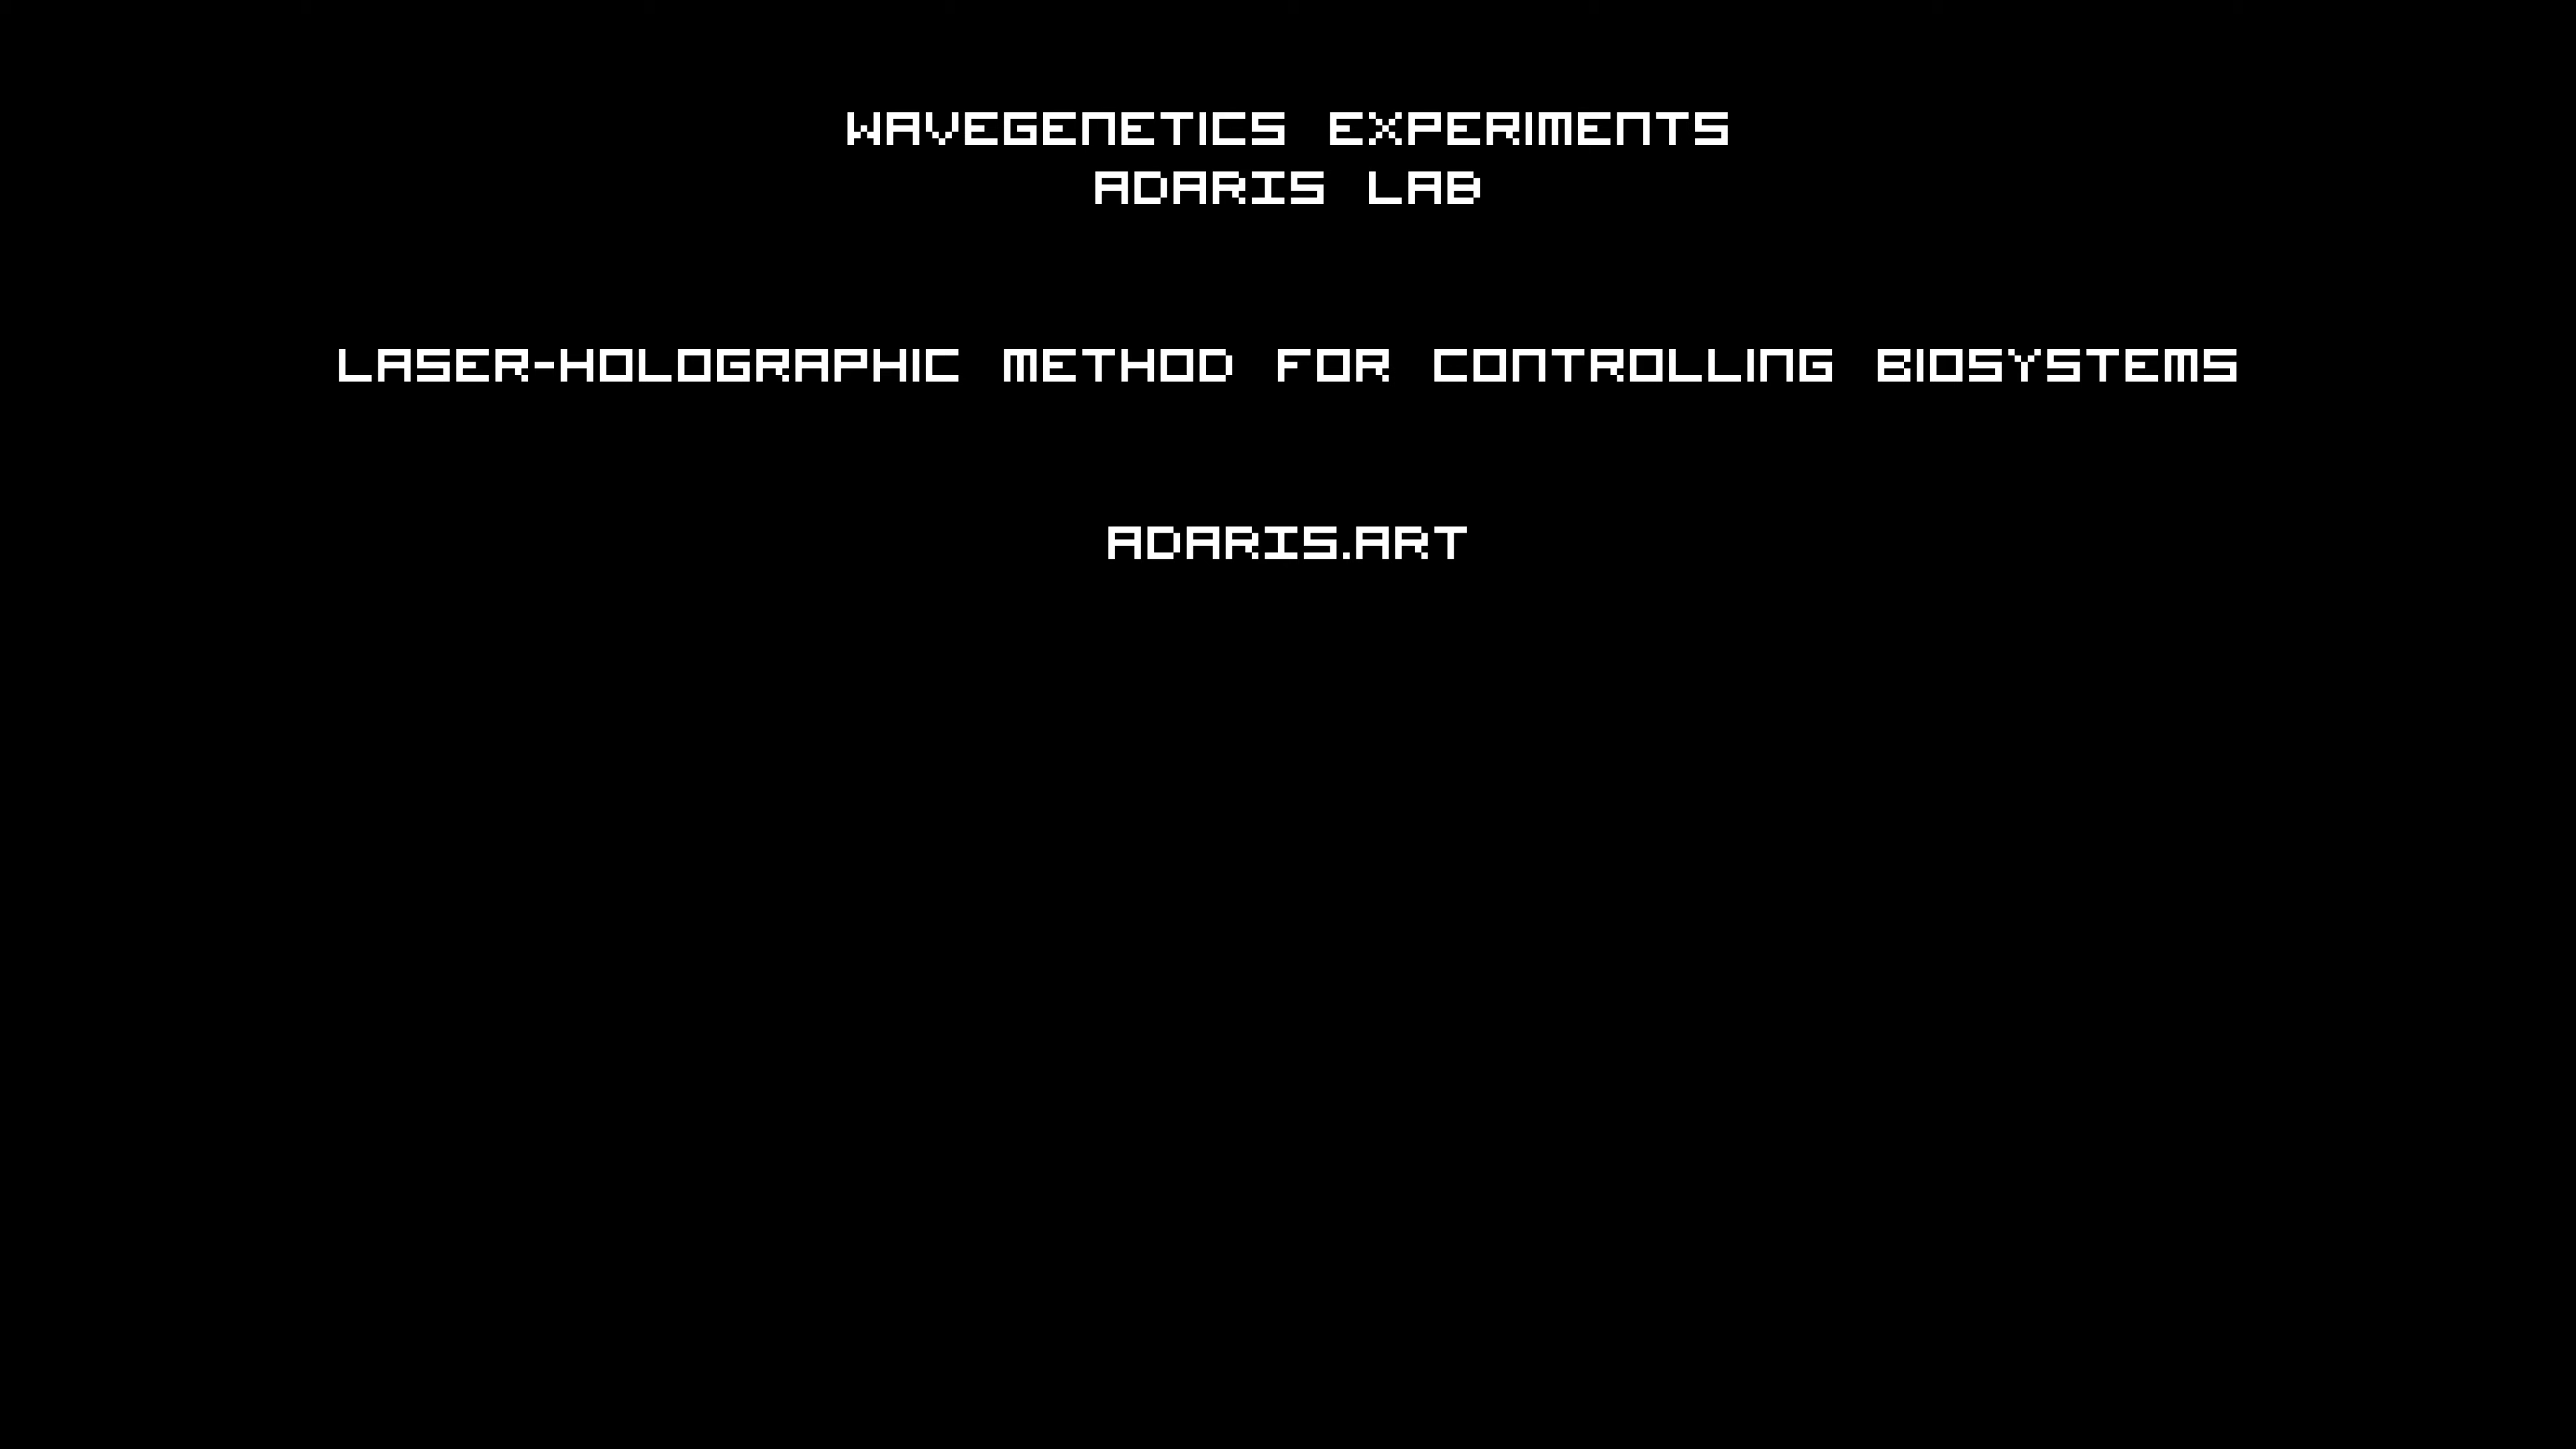 WAVEGENETICS EXPERIMENTS
ADARIS LAB
LASER-HOLOGRAPHIC METHOD FOR CONTROLLING BIOSYSTEMS
ADARIS.ART